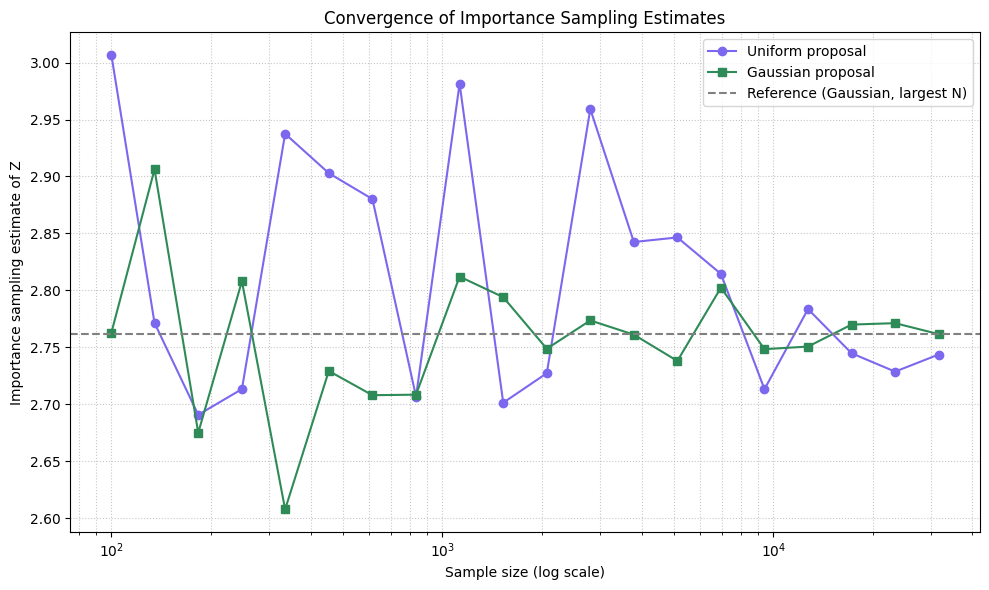 Convergence of Importance Sampling Estimates
Uniform proposal
Gaussian proposal
Reference (Gaussian, largest N)
Importance sampling estimate of Z
3.00
2.95
2.90
2.85
2.80
2.75
2.70
2.65
2.60
10²
10³
10⁴
Sample size (log scale)